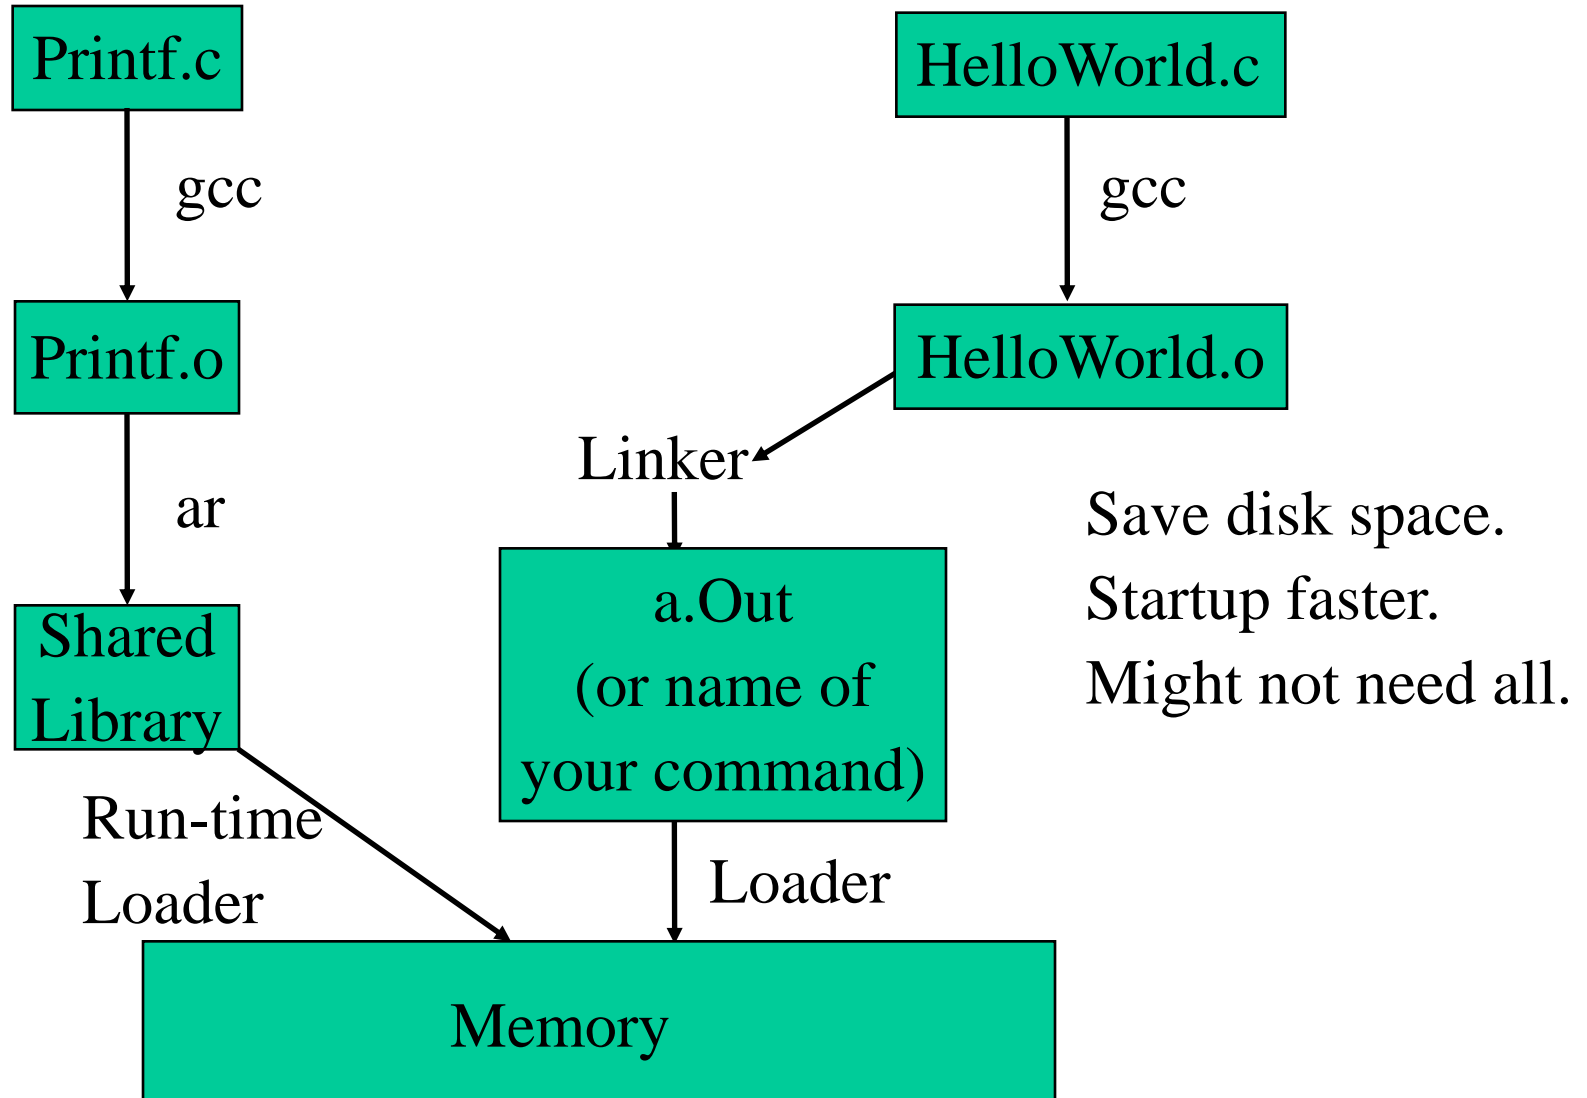 Printf.c
HelloWorld.c
gcc
gcc
Printf.o
HelloWorld.o
Linker
ar
Save disk space.
Startup faster.
Might not need all.
a.Out
(or name of
your command)
Shared
Library
Run-time
Loader
Loader
Memory